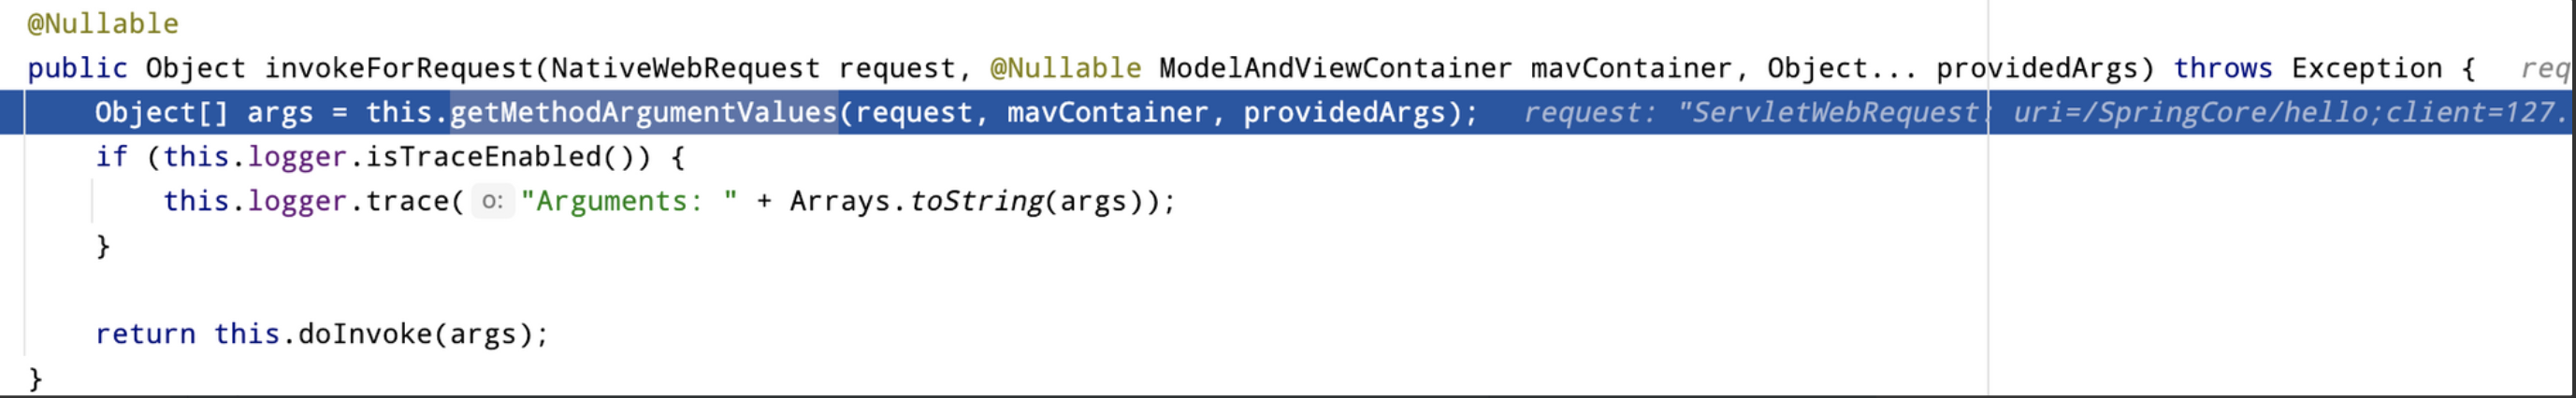 @Nullable
public Object invokeForRequest(NativeWebRequest request, @Nullable ModelAndViewContainer mavContainer, Object... providedArgs) throws Exception {   req
Object[] args = this.getMethodArgumentValues(request, mavContainer, providedArgs);   request: "ServletWebRequest: uri=/SpringCore/hello;client=127.
if (this.logger.isTraceEnabled()) {
this.logger.trace( o: "Arguments: " + Arrays.toString(args));
}
return this.doInvoke(args);
}